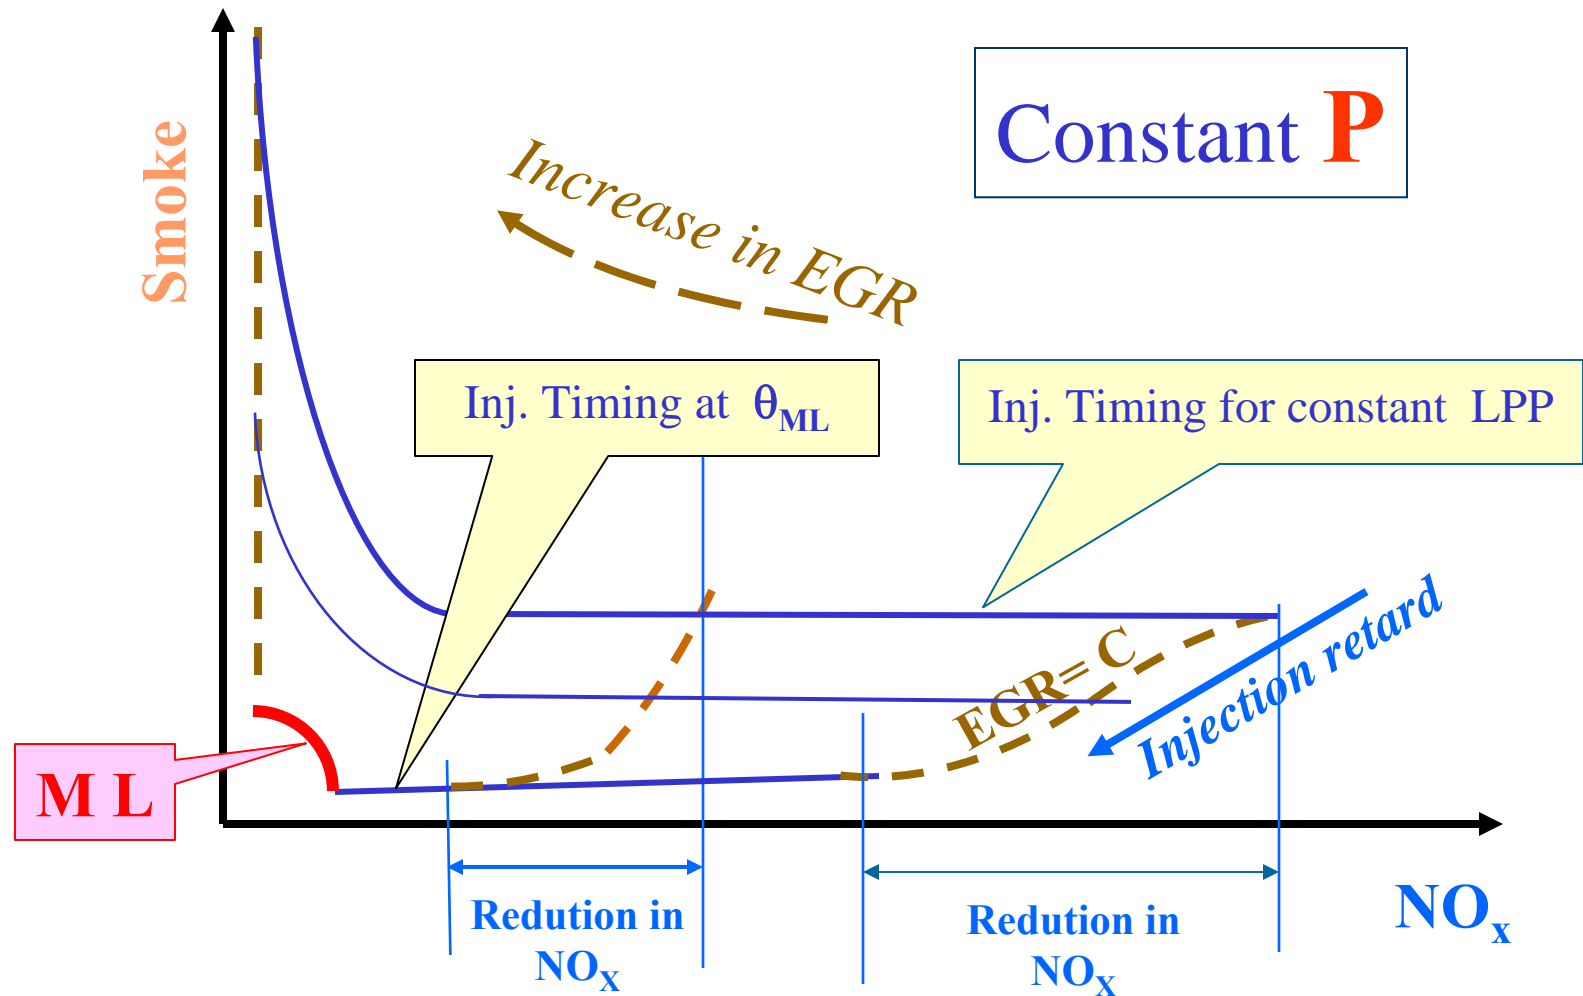 Constant P
Smoke
Increase in EGR
Inj. Timing at θML
Inj. Timing for constant LPP
EGR= C
Injection retard
M L
Redution in
NOX
Redution in
NOX
NOx